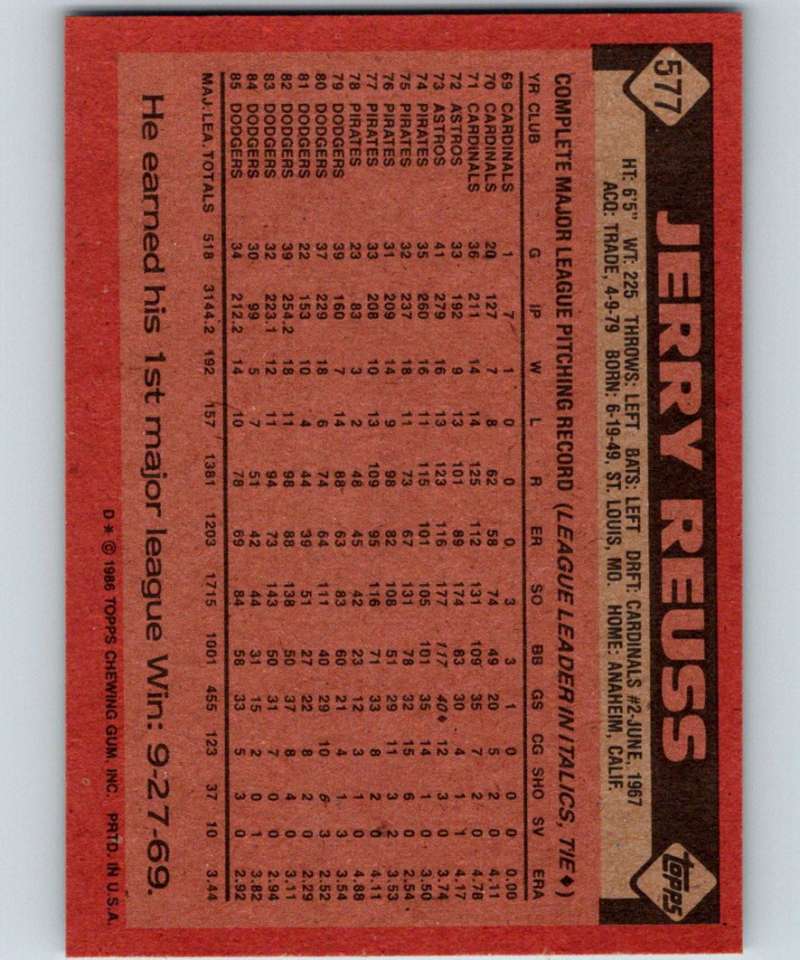 577
JERRY REUSS
topps
HT: 6'5" WT: 225 THROWS: LEFT BATS: LEFT DRFT: CARDINALS #2-JUNE, 1967
ACQ: TRADE, 4-9-79 BORN: 6-19-49, ST. LOUIS, MO. HOME: ANAHEIM, CALIF.
COMPLETE MAJOR LEAGUE PITCHING RECORD (LEAGUE LEADER IN ITALICS, TIE♦)
YR CLUB G IP W L R ER SO BB GS CG SHO SV ERA
69 CARDINALS 1 7 1 0 0 0 3 3 1 0 0 0 0.00
70 CARDINALS 20 127 7 8 62 58 74 49 20 5 2 0 4.11
71 CARDINALS 36 211 14 14 125 112 131 109 35 7 2 0 4.78
72 ASTROS 33 192 9 13 101 89 174 83 30 4 1 1 4.17
73 ASTROS 41 279 16 13 123 116 177 117 40♦ 12 3 0 3.74
74 PIRATES 35 260 16 11 115 101 105 101 35 14 1 0 3.50
75 PIRATES 32 237 18 11 73 67 131 78 32 15 6 0 2.54
76 PIRATES 31 209 14 9 98 82 108 51 29 11 3 2 3.53
77 PIRATES 33 208 10 13 109 95 116 71 33 8 2 0 4.11
78 PIRATES 23 83 3 2 48 45 42 23 12 3 1 0 4.88
79 DODGERS 39 160 7 14 88 63 83 60 21 4 1 3 3.54
80 DODGERS 37 229 18 6 74 64 111 40 29 10 6 3 2.52
81 DODGERS 22 153 10 4 44 39 51 27 22 8 2 0 2.29
82 DODGERS 39 254.2 18 11 98 88 138 50 37 8 4 0 3.11
83 DODGERS 32 223.1 12 11 94 73 143 50 31 7 0 0 2.94
84 DODGERS 30 99 5 7 51 42 44 31 15 2 0 1 3.82
85 DODGERS 34 212.2 14 10 78 69 84 58 33 5 3 0 2.92
MAJ. LEA. TOTALS 518 3144.2 192 157 1381 1203 1715 1001 455 123 37 10 3.44
He earned his 1st major league Win: 9-27-69.
D* © 1986 TOPPS CHEWING GUM, INC. PRTD. IN U.S.A.